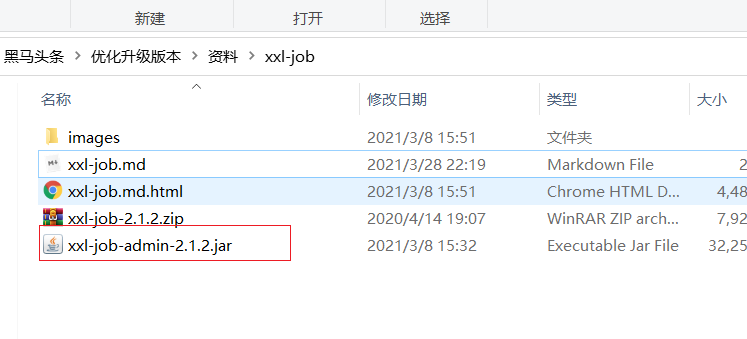 新建 打开 选择
黑马头条 > 优化升级版本 > 资料 > xxl-job
名称 修改日期 类型 大小
images 2021/3/8 15:51 文件夹
xxl-job.md 2021/3/28 22:19 Markdown File 2
xxl-job.md.html 2021/3/8 15:51 Chrome HTML D... 4,48
xxl-job-2.1.2.zip 2020/4/14 19:07 WinRAR ZIP arch... 7,92
xxl-job-admin-2.1.2.jar 2021/3/8 15:32 Executable Jar File 32,25